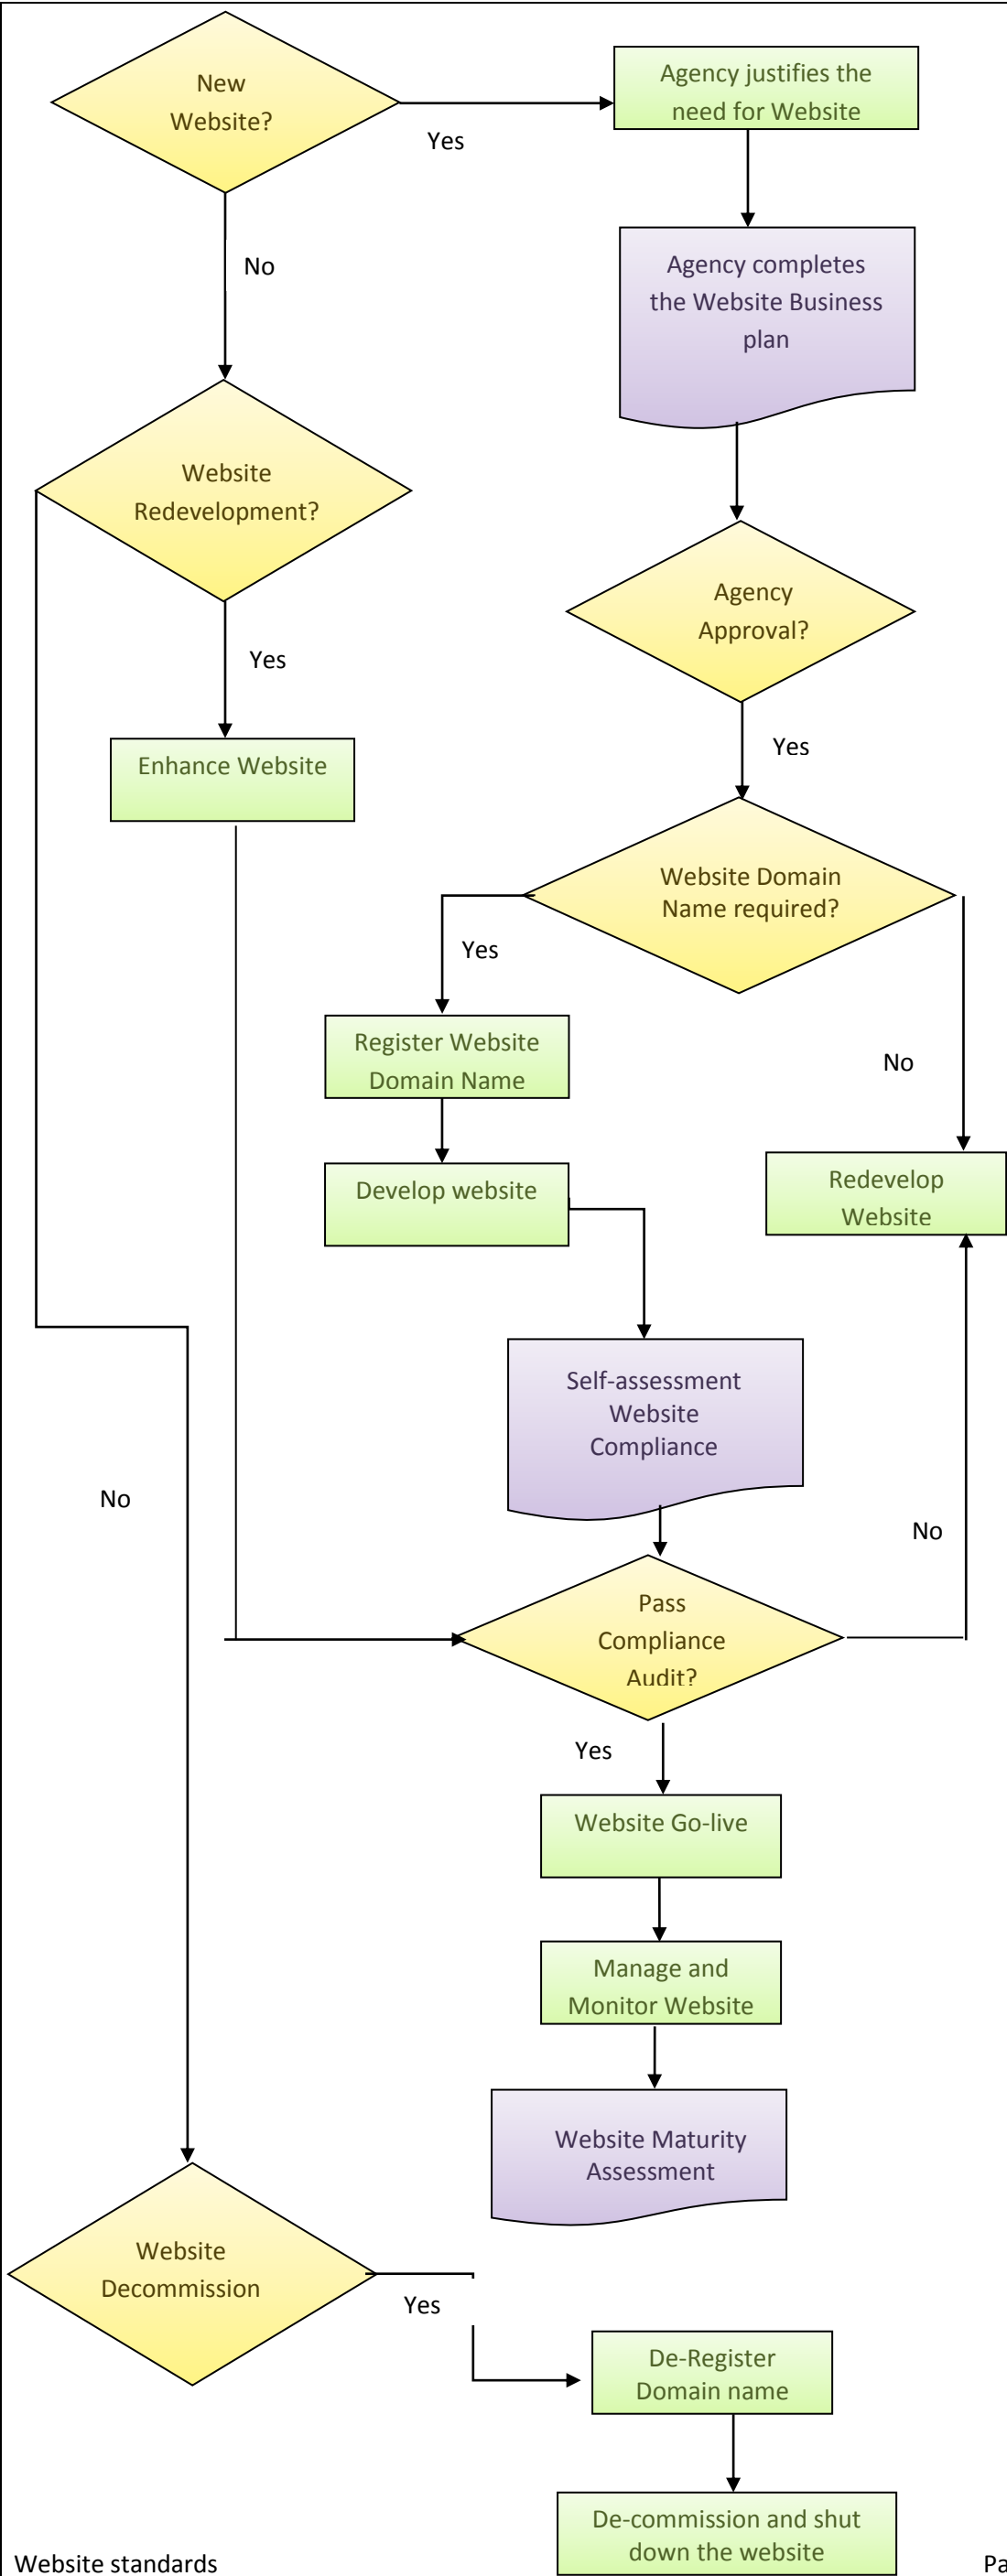 New
Website?
Yes
Agency justifies the
need for Website
No
Agency completes
the Website Business
plan
Website
Redevelopment?
Agency
Approval?
Yes
Yes
Enhance Website
Website Domain
Name required?
Yes
Register Website
Domain Name
No
Develop website
Redevelop
Website
Self-assessment
Website
Compliance
No
No
Pass
Compliance
Audit?
Yes
Website Go-live
Manage and
Monitor Website
Website Maturity
Assessment
Website
Decommission
Yes
De-Register
Domain name
De-commission and shut
down the website
Website standards
Pa